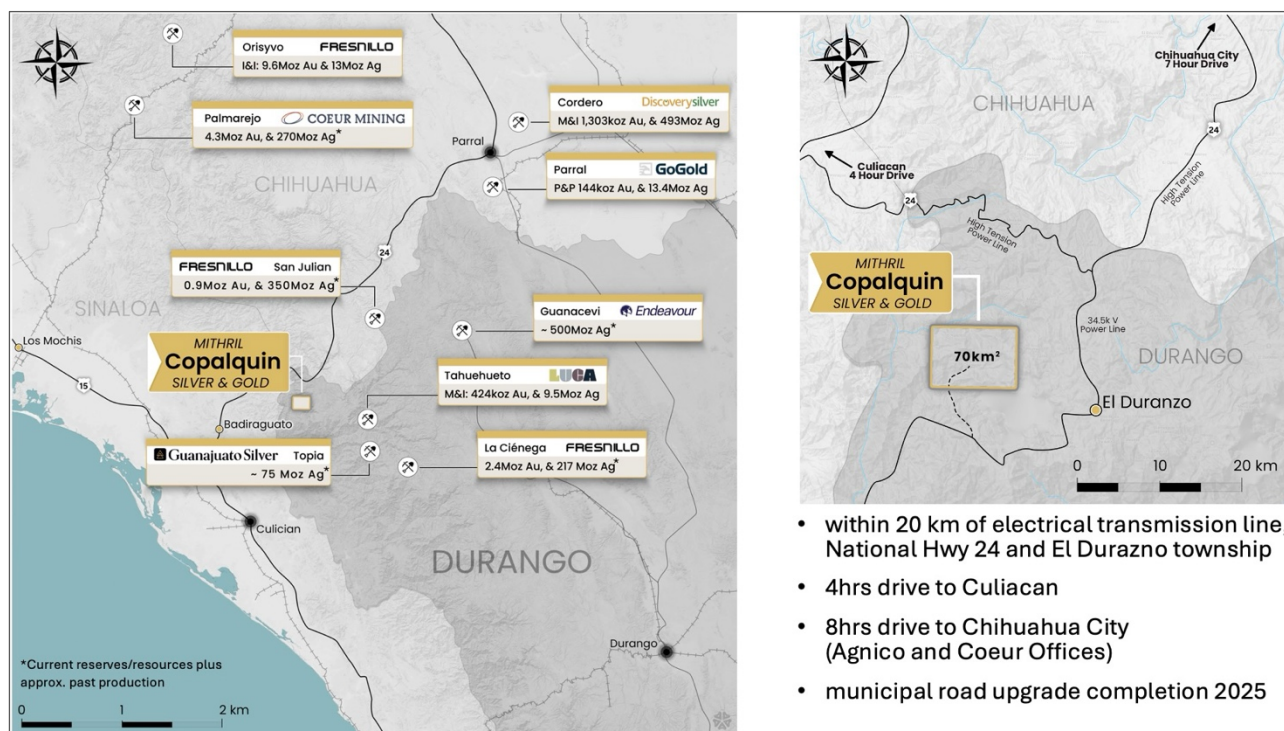 Orisyvo FRESNILLO
I&I: 9.6Moz Au & 13Moz Ag
Palmarejo COEUR MINING
4.3Moz Au, & 270Moz Ag*
Cordero Discoverysilver
M&I 1,303koz Au, & 493Moz Ag
Parral
Parral GoGold
P&P 144koz Au, & 13.4Moz Ag
CHIHUAHUA
24
FRESNILLO San Julian
0.9Moz Au, & 350Moz Ag*
SINALOA
Guanacevi Endeavour
~ 500Moz Ag*
Los Mochis
MITHRIL
Copalquin
SILVER & GOLD
15
Tahuehueto LUCA
M&I: 424koz Au, & 9.5Moz Ag
Badiraguato
Guanajuato Silver Topia
~ 75 Moz Ag*
La Ciénega FRESNILLO
2.4Moz Au, & 217 Moz Ag*
Culician
DURANGO
Durango
*Current reserves/resources plus
approx. past production
0 1 2 km
Chihuahua City
7 Hour Drive
CHIHUAHUA
24
Culiacan
4 Hour Drive
24
High Tension
Power Line
High Tension
Power Line
MITHRIL
Copalquin
SILVER & GOLD
34.5k V
Power Line
70km²
DURANGO
El Duranzo
0 10 20 km
• within 20 km of electrical transmission line,
National Hwy 24 and El Durazno township
• 4hrs drive to Culiacan
• 8hrs drive to Chihuahua City
(Agnico and Coeur Offices)
• municipal road upgrade completion 2025